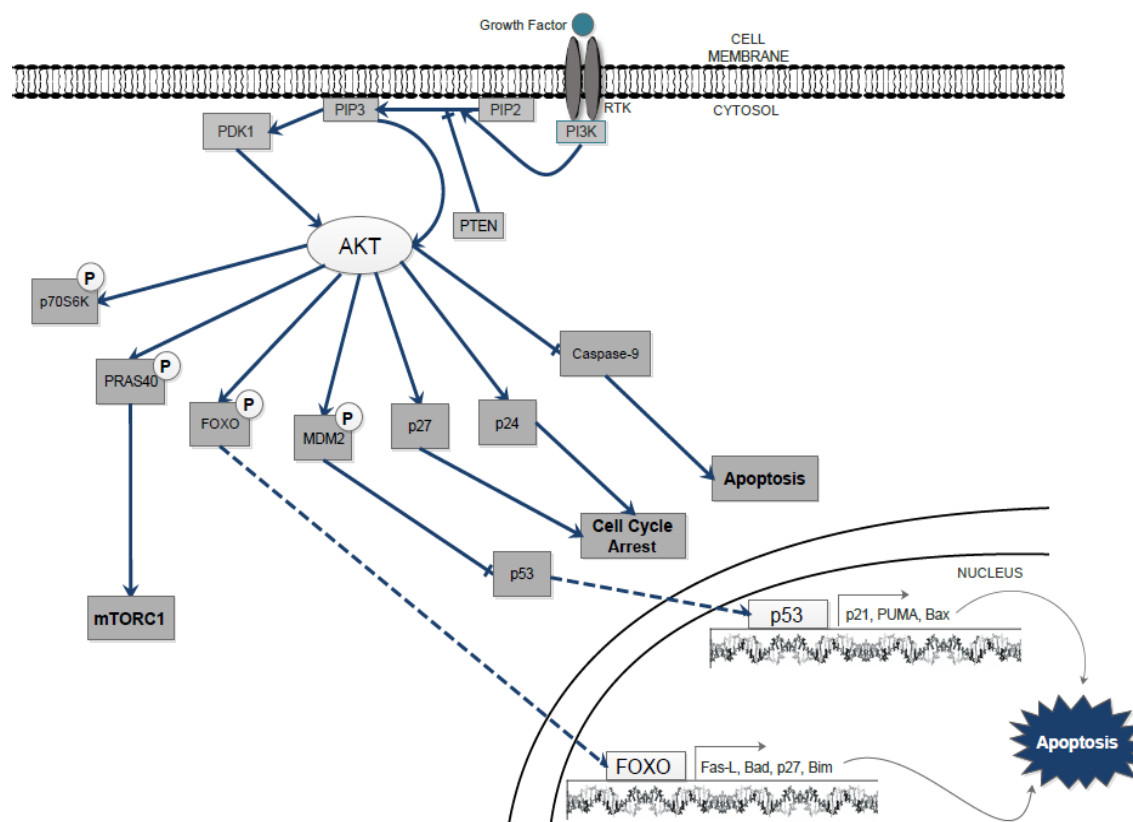 Growth Factor
CELL
MEMBRANE
CYTOSOL
RTK
PIP3
PIP2
PI3K
PDK1
PTEN
AKT
P
p70S6K
P
PRAS40
P
FOXO
P
MDM2
p27
p24
Caspase-9
Apoptosis
Cell Cycle
Arrest
p53
mTORC1
NUCLEUS
p53
p21, PUMA, Bax
Apoptosis
FOXO
Fas-L, Bad, p27, Bim